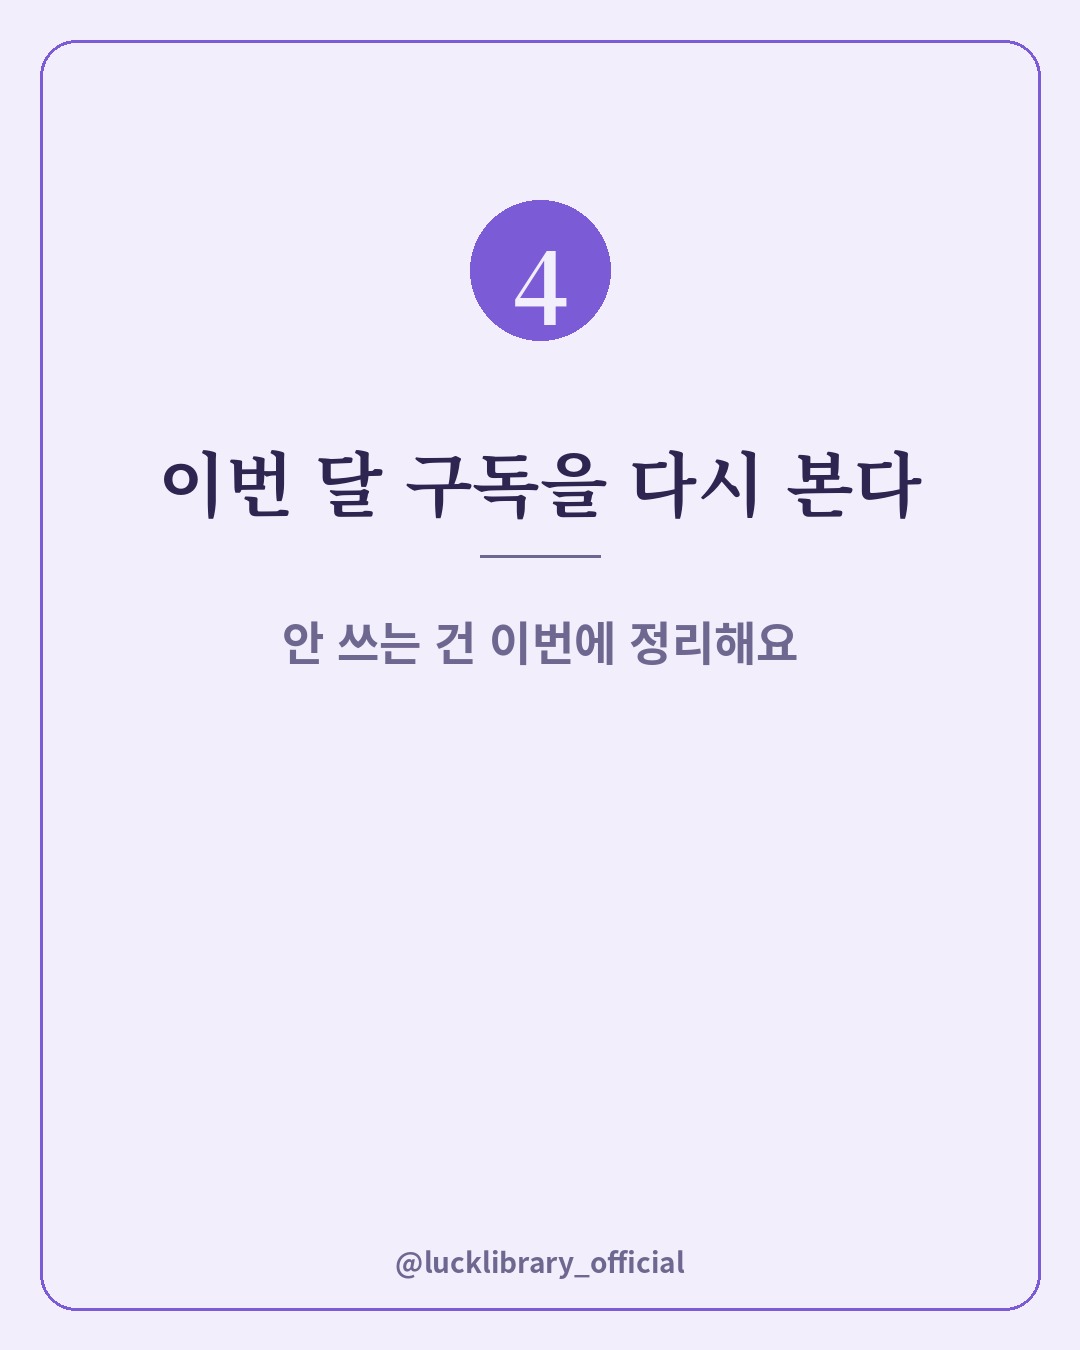 4
이번 달 구독을 다시 본다
안 쓰는 건 이번에 정리해요
@lucklibrary_official